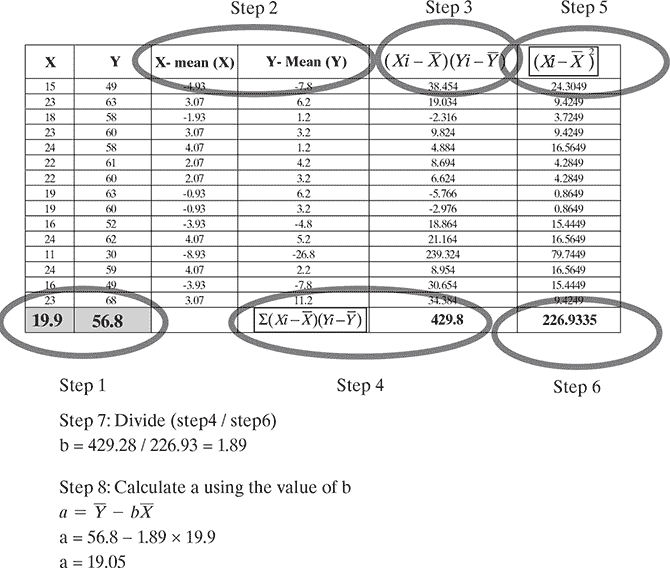 Step 2 Step 3 Step 5
X Y X- mean (X) Y- Mean (Y) (Xi – X̅)(Yi – Y̅) (Xi – X̅)²
15 49 -4.93 -7.8 38.454 24.3049
23 63 3.07 6.2 19.034 9.4249
18 58 -1.93 1.2 -2.316 3.7249
23 60 3.07 3.2 9.824 9.4249
24 58 4.07 1.2 4.884 16.5649
22 61 2.07 4.2 8.694 4.2849
22 60 2.07 3.2 6.624 4.2849
19 63 -0.93 6.2 -5.766 0.8649
19 60 -0.93 3.2 -2.976 0.8649
16 52 -3.93 -4.8 18.864 15.4449
24 62 4.07 5.2 21.164 16.5649
11 30 -8.93 -26.8 239.324 79.7449
24 59 4.07 2.2 8.954 16.5649
16 49 -3.93 -7.8 30.654 15.4449
23 68 3.07 11.2 34.384 9.4249
19.9 56.8 Σ(Xi – X̅)(Yi – Y̅) 429.8 226.9335
Step 1 Step 4 Step 6
Step 7: Divide (step4 / step6)
b = 429.28 / 226.93 = 1.89
Step 8: Calculate a using the value of b
a = Y̅ – bX̅
a = 56.8 – 1.89 × 19.9
a = 19.05